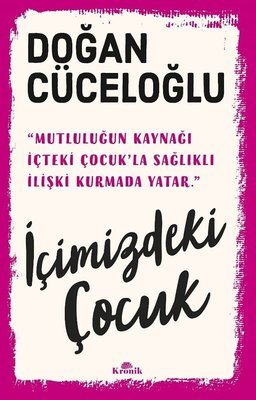 DOĞAN
CÜCELOĞLU
“MUTLULUĞUN KAYNAĞI
İÇTEKİ ÇOCUK’LA SAĞLIKLI
İLİŞKİ KURMADA YATAR.”
İçimizdeki
Çocuk
Kronik